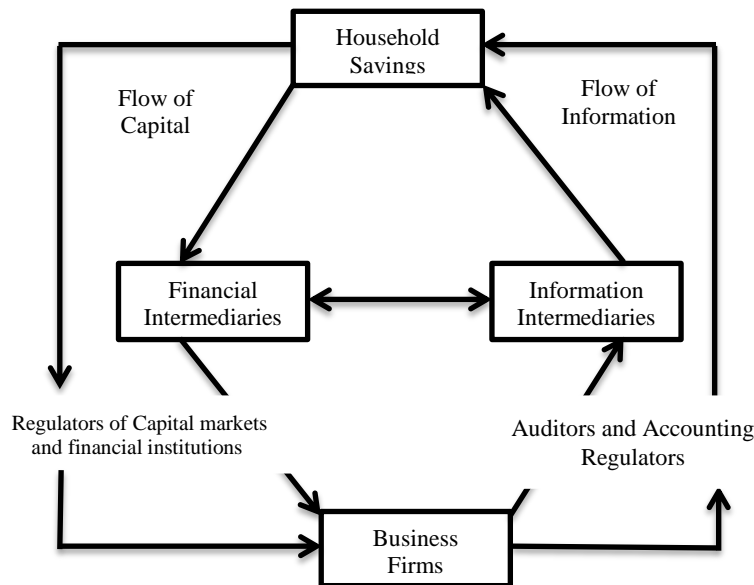 Household
Savings
Flow of
Capital
Flow of
Information
Financial
Intermediaries
Information
Intermediaries
Regulators of Capital markets
and financial institutions
Auditors and Accounting
Regulators
Business
Firms